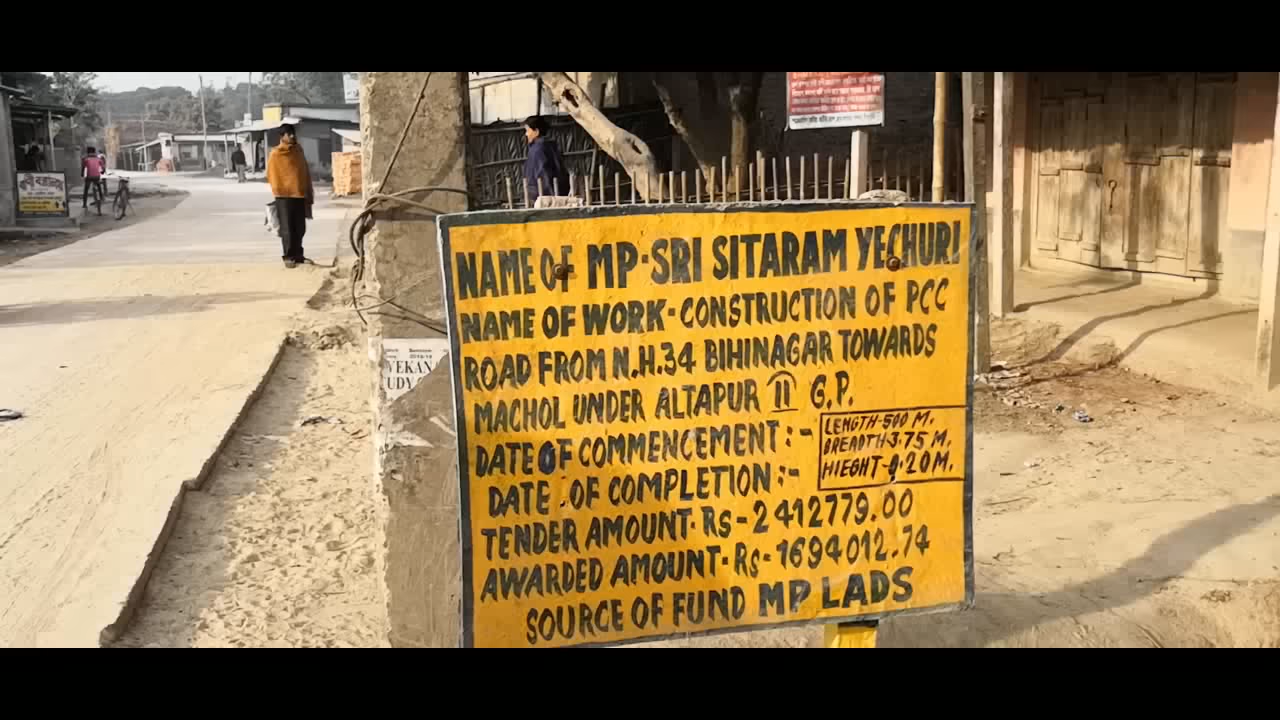 NAME OF MP-SRI SITARAM YECHURI
NAME OF WORK-CONSTRUCTION OF PCC
ROAD FROM N.H.34 BIHINAGAR TOWARDS
MACHOL UNDER ALTAPUR II G.P.
DATE OF COMMENCEMENT:-
LENGTH-500 M.
BREADTH-3.75 M.
HIEGHT-0.20M.
DATE OF COMPLETION:-
TENDER AMOUNT-RS-2412779.00
AWARDED AMOUNT-Rs-1694012.74
SOURCE OF FUND MP LADS
VEKAN
UDY